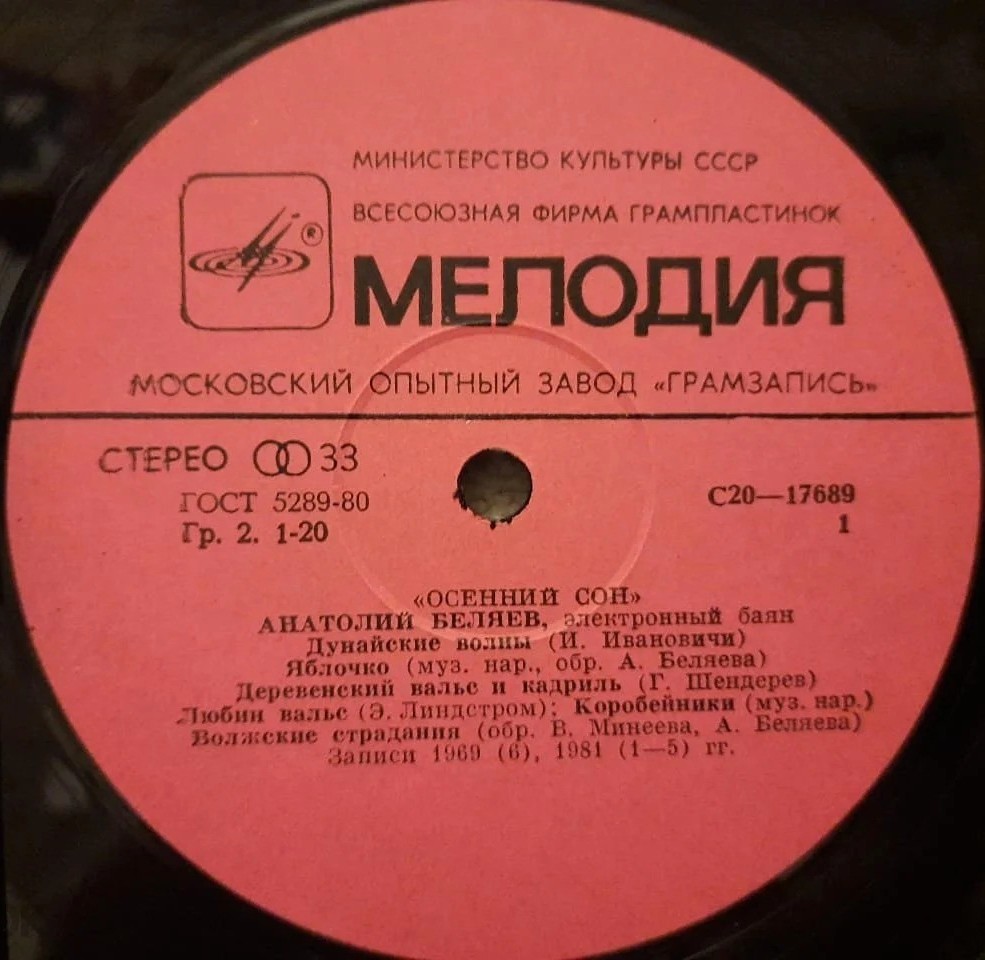 МИНИСТЕРСТВО КУЛЬТУРЫ СССР
ВСЕСОЮЗНАЯ ФИРМА ГРАМПЛАСТИНОК
®
МЕЛОДИЯ
МОСКОВСКИЙ ОПЫТНЫЙ ЗАВОД «ГРАМЗАПИСЬ»
СТЕРЕО 33
ГОСТ 5289-80
Гр. 2. 1-20
С20—17689
1
«ОСЕННИЙ СОН»
АНАТОЛИЙ БЕЛЯЕВ, электронный баян
Дунайские волны (И. Ивановичи)
Яблочко (муз. нар., обр. А. Беляева)
Деревенский вальс и кадриль (Г. Шендерев)
Любин вальс (Э. Линдстром); Коробейники (муз. нар.)
Волжские страдания (обр. В. Минеева, А. Беляева)
Записи 1969 (6), 1981 (1—5) гг.